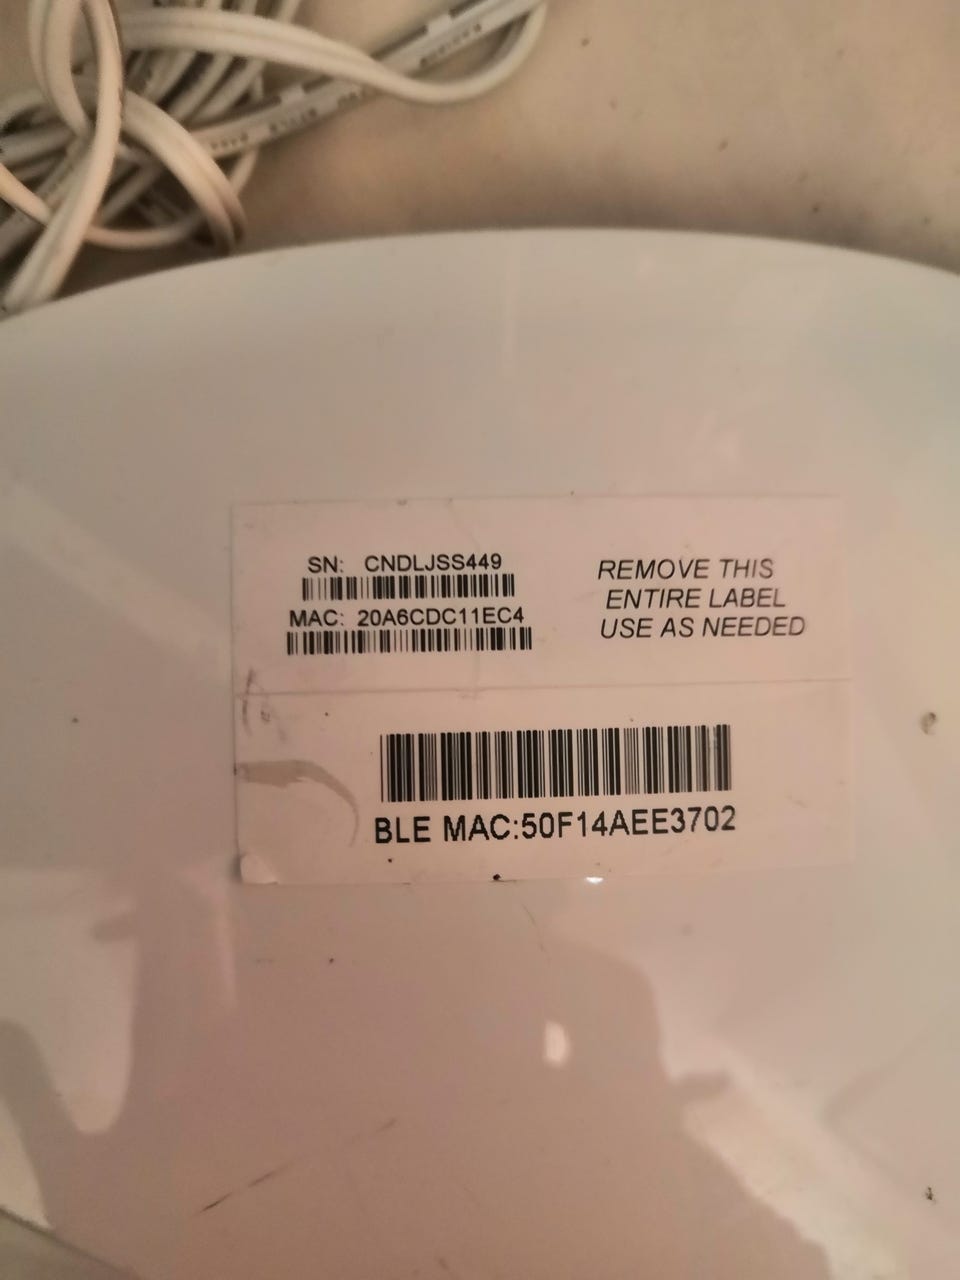 SN: CNDLJSS449
MAC: 20A6CDC11EC4
REMOVE THIS
ENTIRE LABEL
USE AS NEEDED
BLE MAC:50F14AEE3702